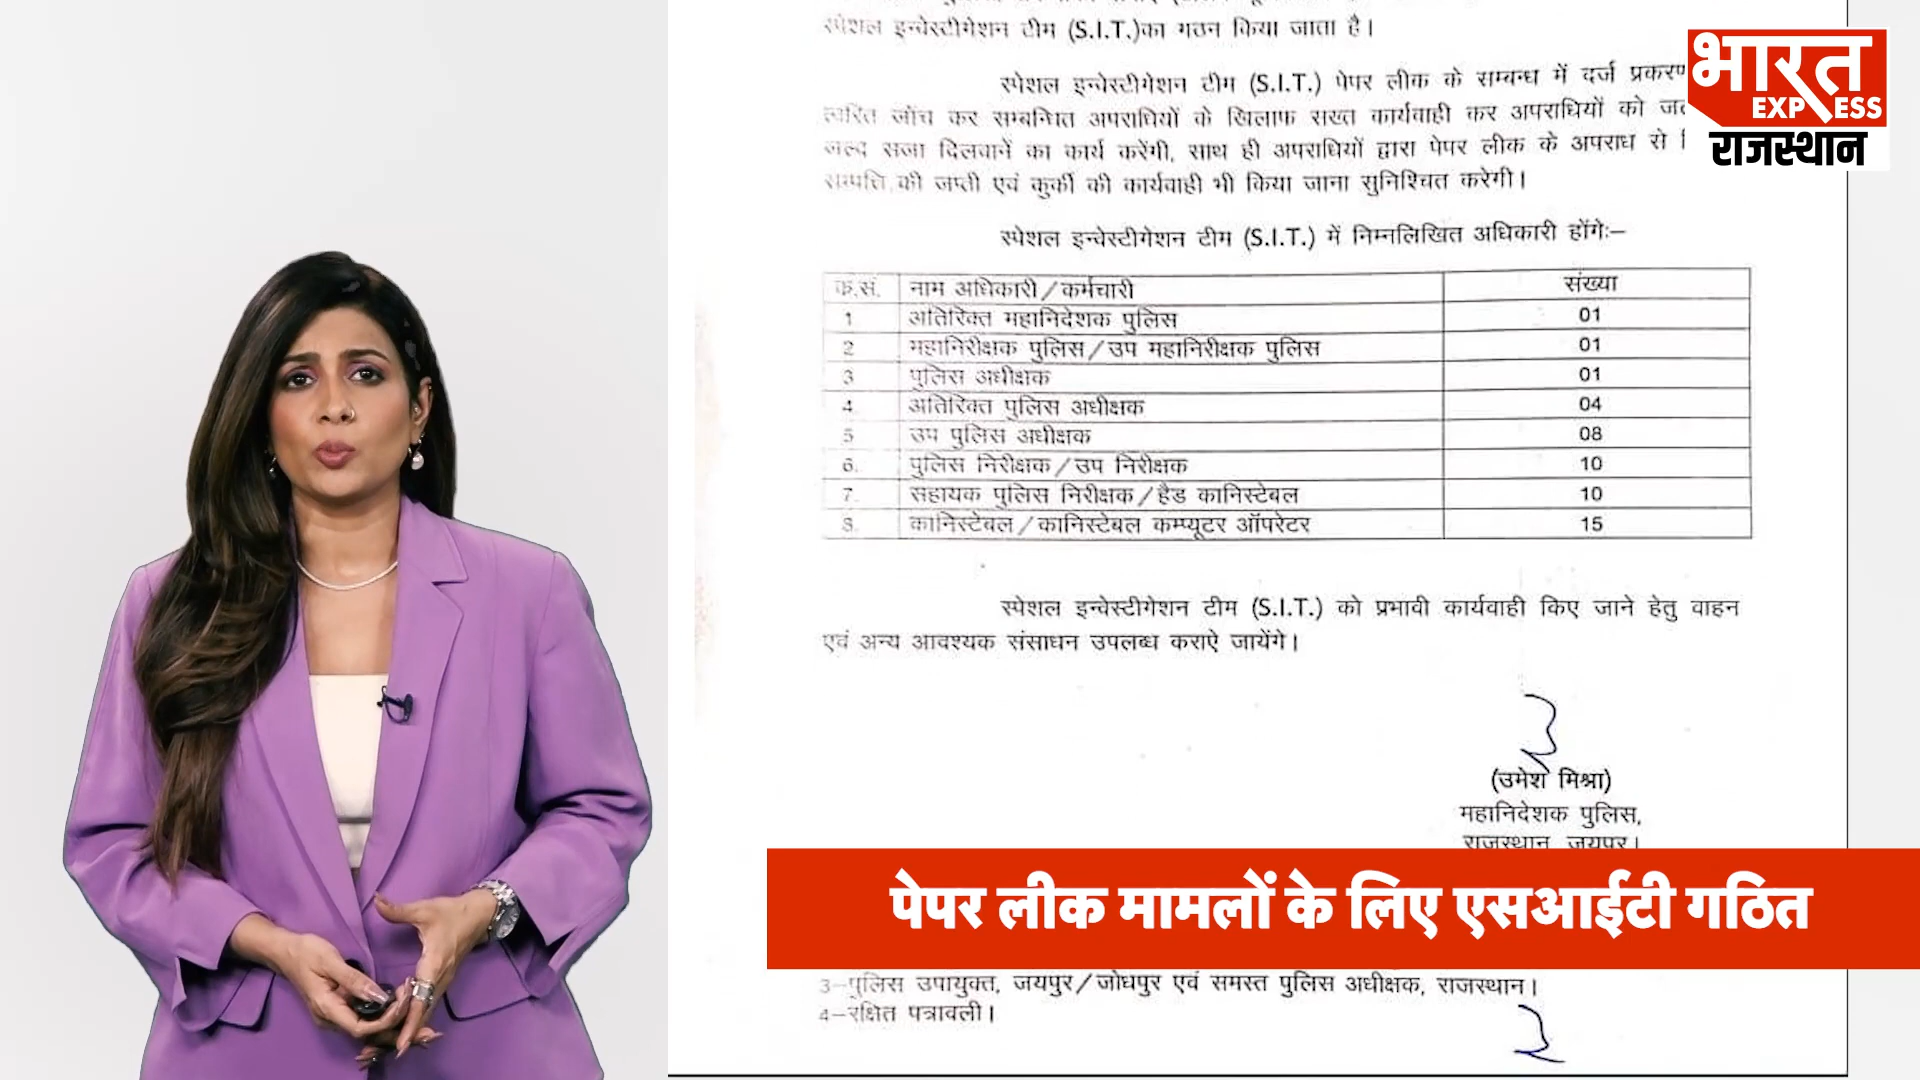 स्पेशल इन्वेस्टीगेशन टीम (S.I.T.)का गठन किया जाता है।
स्पेशल इन्वेस्टीगेशन टीम (S.I.T.) पेपर लीक के सम्बन्ध में दर्ज प्रकरण
त्वरित जॉच कर सम्बन्धित अपराधियों के खिलाफ सख्त कार्यवाही कर अपराधियों को
जल्द सजा दिलवानें का कार्य करेंगी, साथ ही अपराधियों द्वारा पेपर लीक के अपराध से
सम्पत्ति की जप्ती एवं कुर्की की कार्यवाही भी किया जाना सुनिश्चित करेगी।
भारत
EXPRESS
राजस्थान
स्पेशल इन्वेस्टीगेशन टीम (S.I.T.) में निम्नलिखित अधिकारी होंगेः–
क.सं. नाम अधिकारी/कर्मचारी संख्या
1 अतिरिक्त महानिदेशक पुलिस 01
2 महानिरीक्षक पुलिस/उप महानिरीक्षक पुलिस 01
3 पुलिस अधीक्षक 01
4 अतिरिक्त पुलिस अधीक्षक 04
5 उप पुलिस अधीक्षक 08
6. पुलिस निरीक्षक/उप निरीक्षक 10
7. सहायक पुलिस निरीक्षक/हैड कानिस्टेबल 10
8. कानिस्टेबल/कानिस्टेबल कम्प्यूटर ऑपरेटर 15
स्पेशल इन्वेस्टीगेशन टीम (S.I.T.) को प्रभावी कार्यवाही किए जाने हेतु वाहन
एवं अन्य आवश्यक संसाधन उपलब्ध कराऐ जायेंगे।
(उमेश मिश्रा)
महानिदेशक पुलिस,
राजस्थान जयपुर।
पेपर लीक मामलों के लिए एसआईटी गठित
3–पुलिस उपायुक्त, जयपुर/जोधपुर एवं समस्त पुलिस अधीक्षक, राजस्थान।
4–रक्षित पत्रावली।